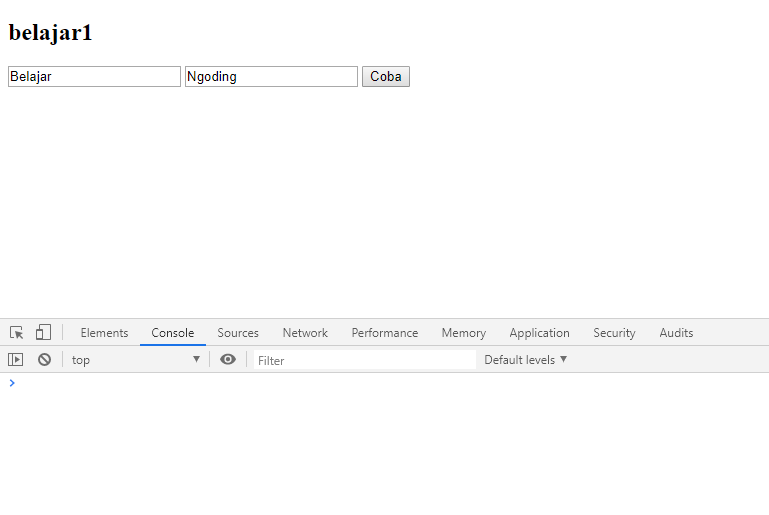 belajar1
Belajar Ngoding Coba
Elements Console Sources Network Performance Memory Application Security Audits
top Filter Default levels